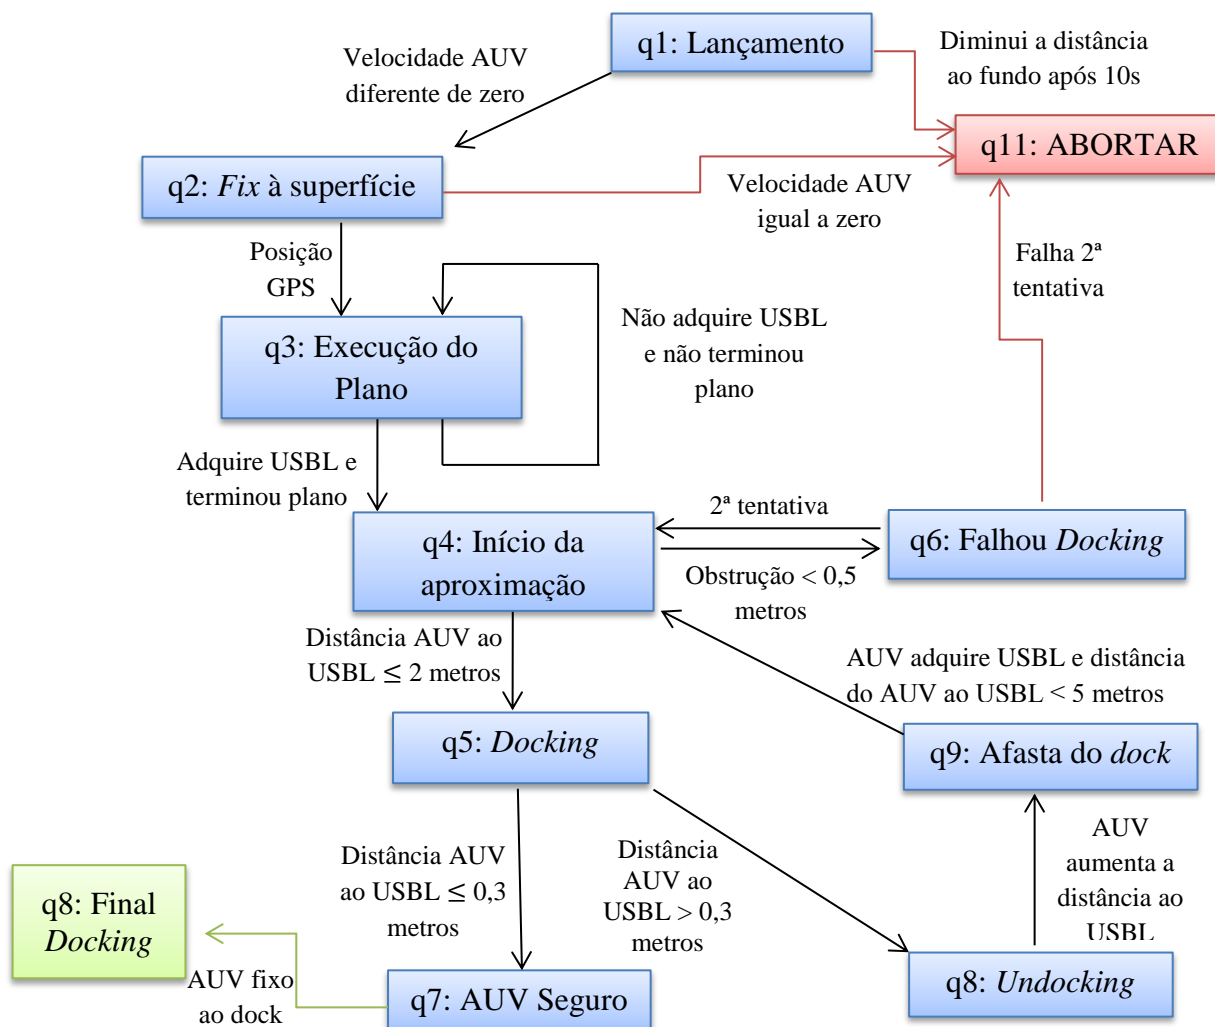 q1: Lançamento
Velocidade AUV
diferente de zero
Diminui a distância
ao fundo após 10s
q11: ABORTAR
q2: Fix à superfície
Velocidade AUV
igual a zero
Posição
GPS
Falha 2ª
tentativa
q3: Execução do
Plano
Não adquire USBL
e não terminou
plano
Adquire USBL e
terminou plano
2ª tentativa
q4: Início da
aproximação
q6: Falhou Docking
Obstrução < 0,5
metros
Distância AUV ao
USBL ≤ 2 metros
AUV adquire USBL e distância
do AUV ao USBL < 5 metros
q5: Docking
q9: Afasta do dock
Distância AUV
ao USBL ≤ 0,3
metros
Distância
AUV ao
USBL > 0,3
metros
AUV
aumenta a
distância ao
USBL
q8: Final
Docking
AUV fixo
ao dock
q7: AUV Seguro
q8: Undocking